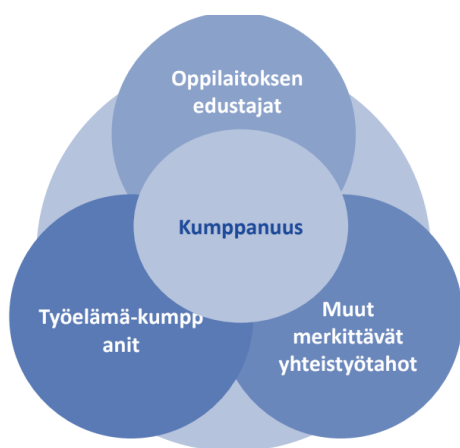 Oppilaitoksen
edustajat
Kumppanuus
Työelämä-kumpp
anit
Muut
merkittävät
yhteistyötahot